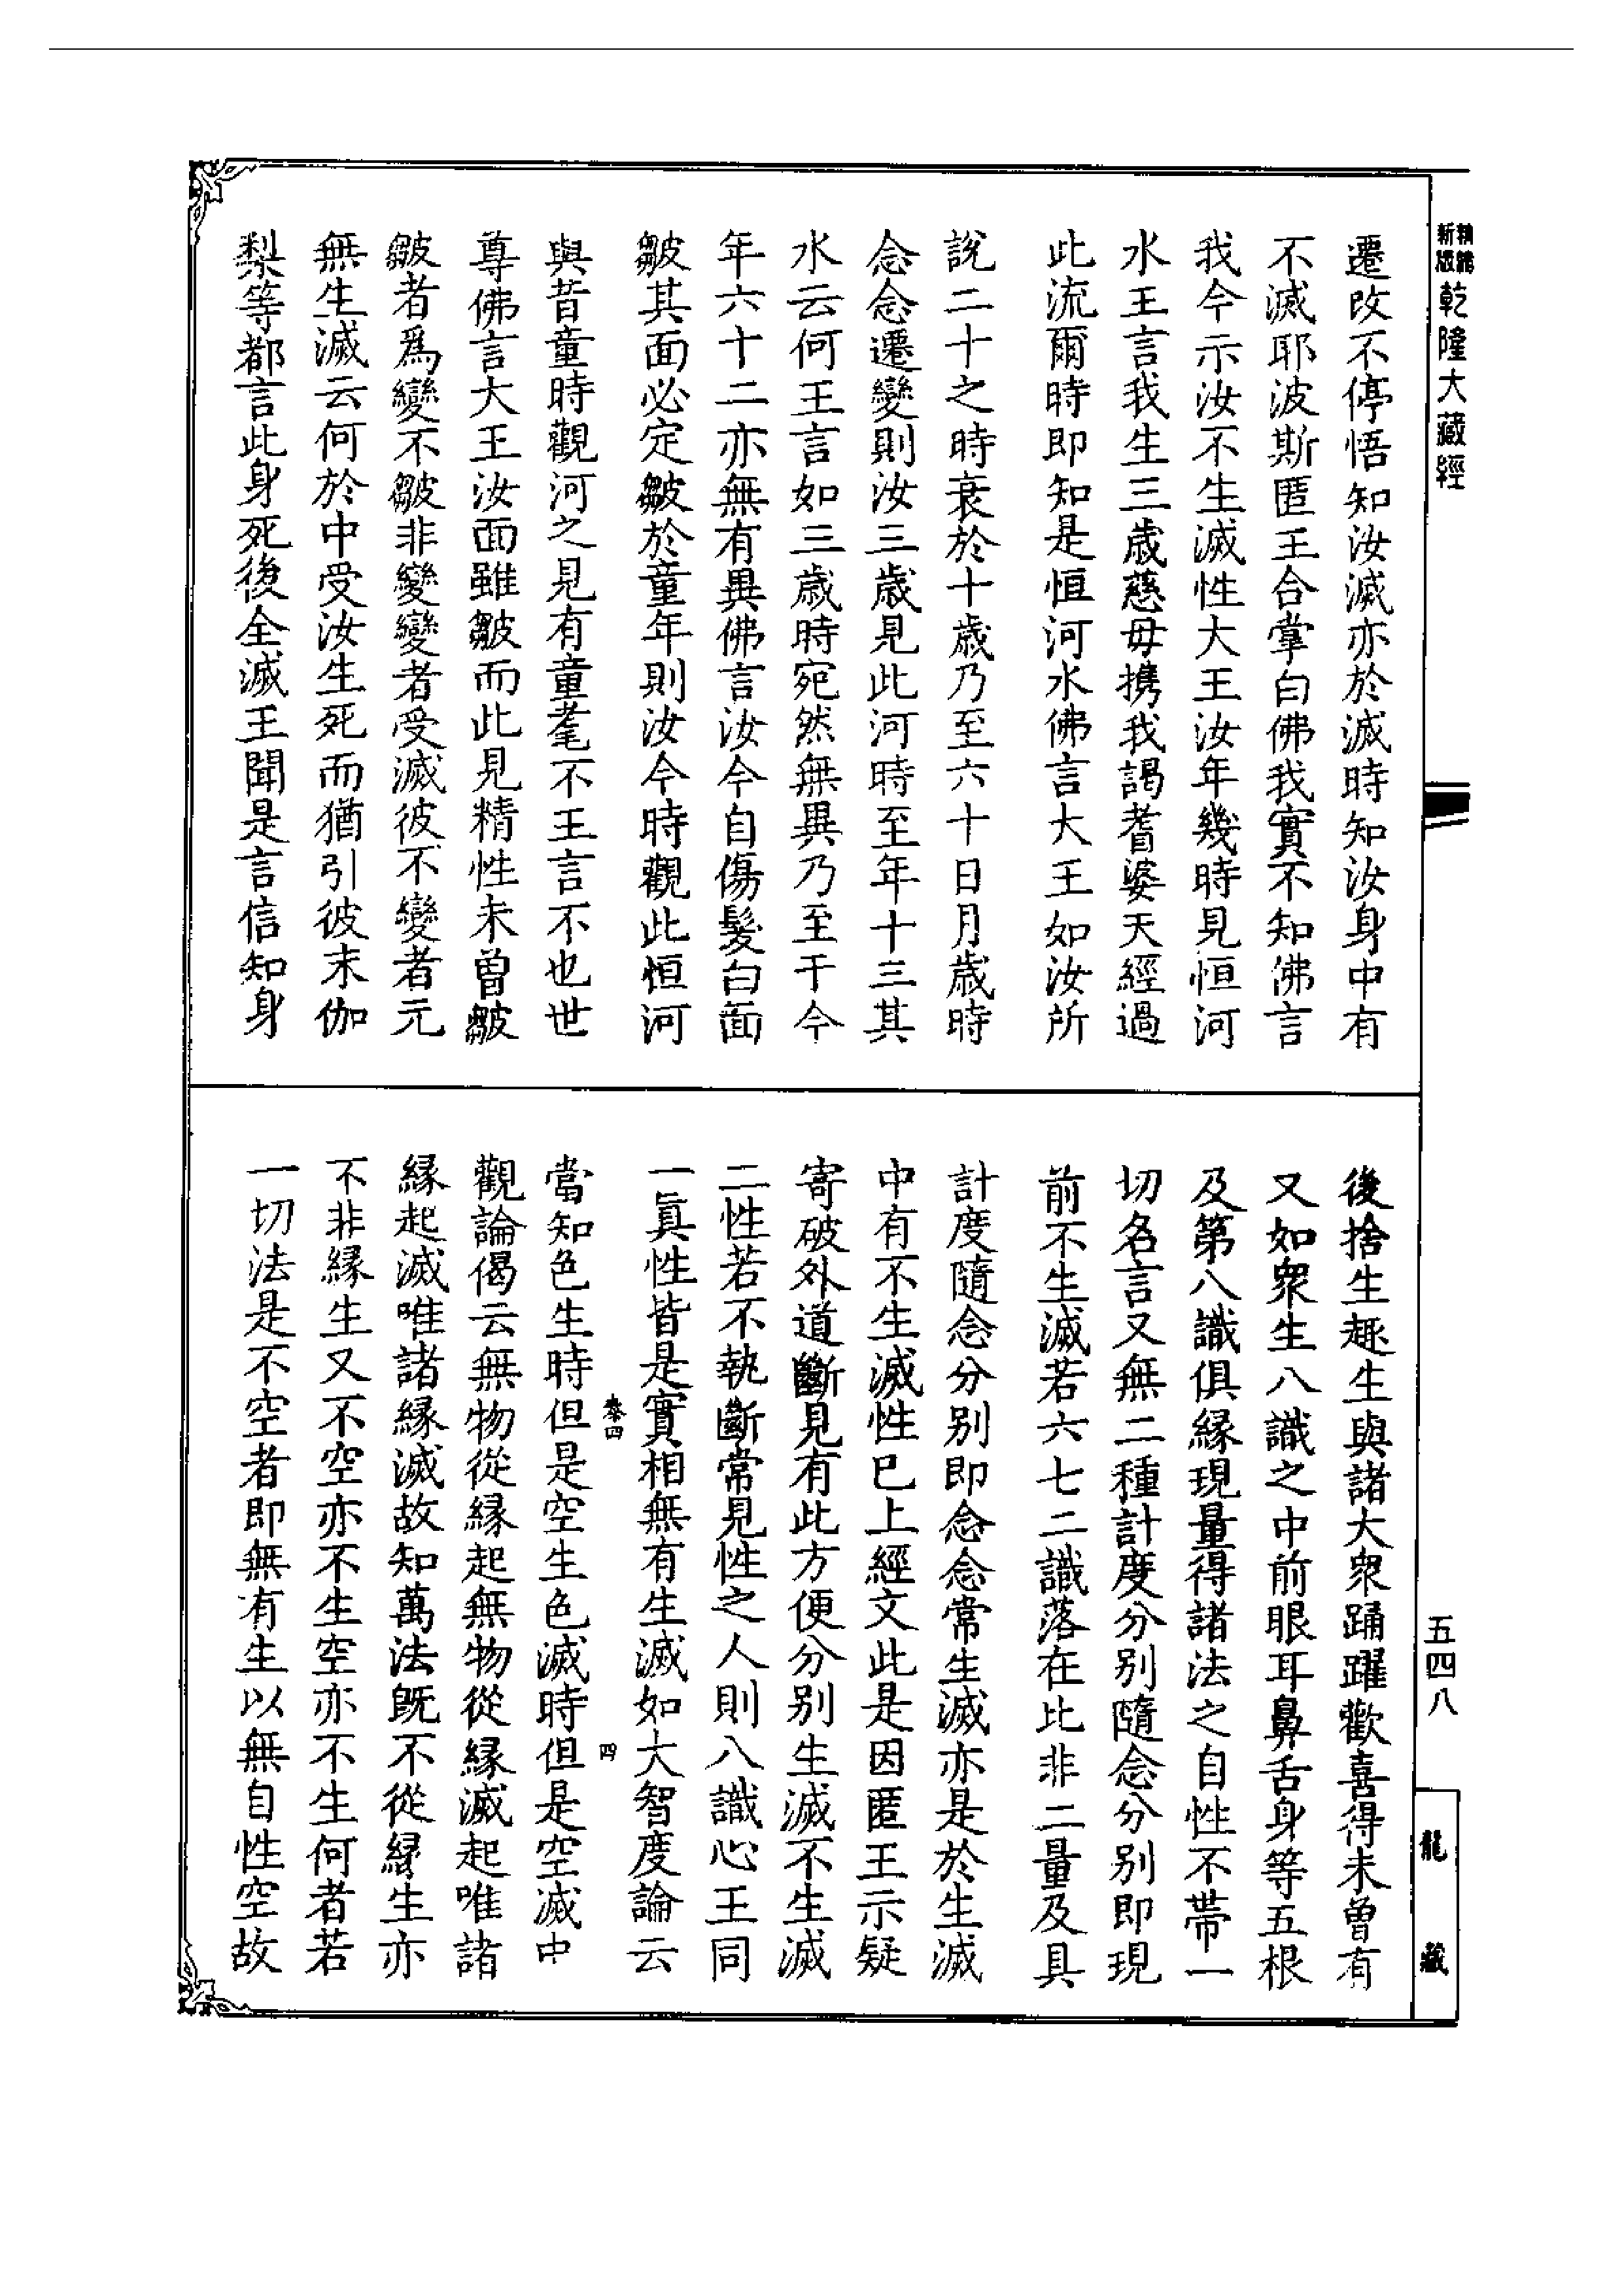 新版
精縮
乾隆大藏經
遷改不停悟知汝滅亦於滅時知汝身中有
不滅耶波斯匿王合掌白佛我實不知佛言
我今示汝不生滅性大王汝年幾時見恒河
水王言我生三歲慈母攜我謁耆婆天經過
此流爾時即知是恒河水佛言大王如汝所
說二十之時衰於十歲乃至六十日月歲時
念念遷變則汝三歲見此河時至年十三其
水云何王言如三歲時宛然無異乃至于今
年六十二亦無有異佛言汝今自傷髮白面
皺其面必定皺於童年則汝今時觀此恒河
與昔童時觀河之見有童耄不王言不也世
尊佛言大王汝面雖皺而此見精性未曾皺
皺者爲變不皺非變變者受滅彼不變者元
無生滅云何於中受汝生死而猶引彼末伽
梨等都言此身死後全滅王聞是言信知身
後捨生趣生與諸大衆踊躍歡喜得未曾有
又如衆生八識之中前眼耳鼻舌身等五根
及第八識俱緣現量得諸法之自性不帶一
切名言又無二種計度分别隨念分别即現
前不生滅若六七二識落在比非二量及具
計度隨念分别即念念常生滅亦是於生滅
中有不生滅性已上經文此是因匿王示疑
寄破外道斷見有此方便分别生滅不生滅
二性若不執斷常見性之人則八識心王同
一眞性皆是實相無有生滅如大智度論云
卷四
四
當知色生時但是空生色滅時但是空滅中
觀論偈云無物從緣起無物從緣滅起唯諸
緣起滅唯諸緣滅故知萬法旣不從緣生亦
不非緣生又不空亦不生空亦不生何者若
一切法是不空者即無有生以無自性空故
五四八
龍藏